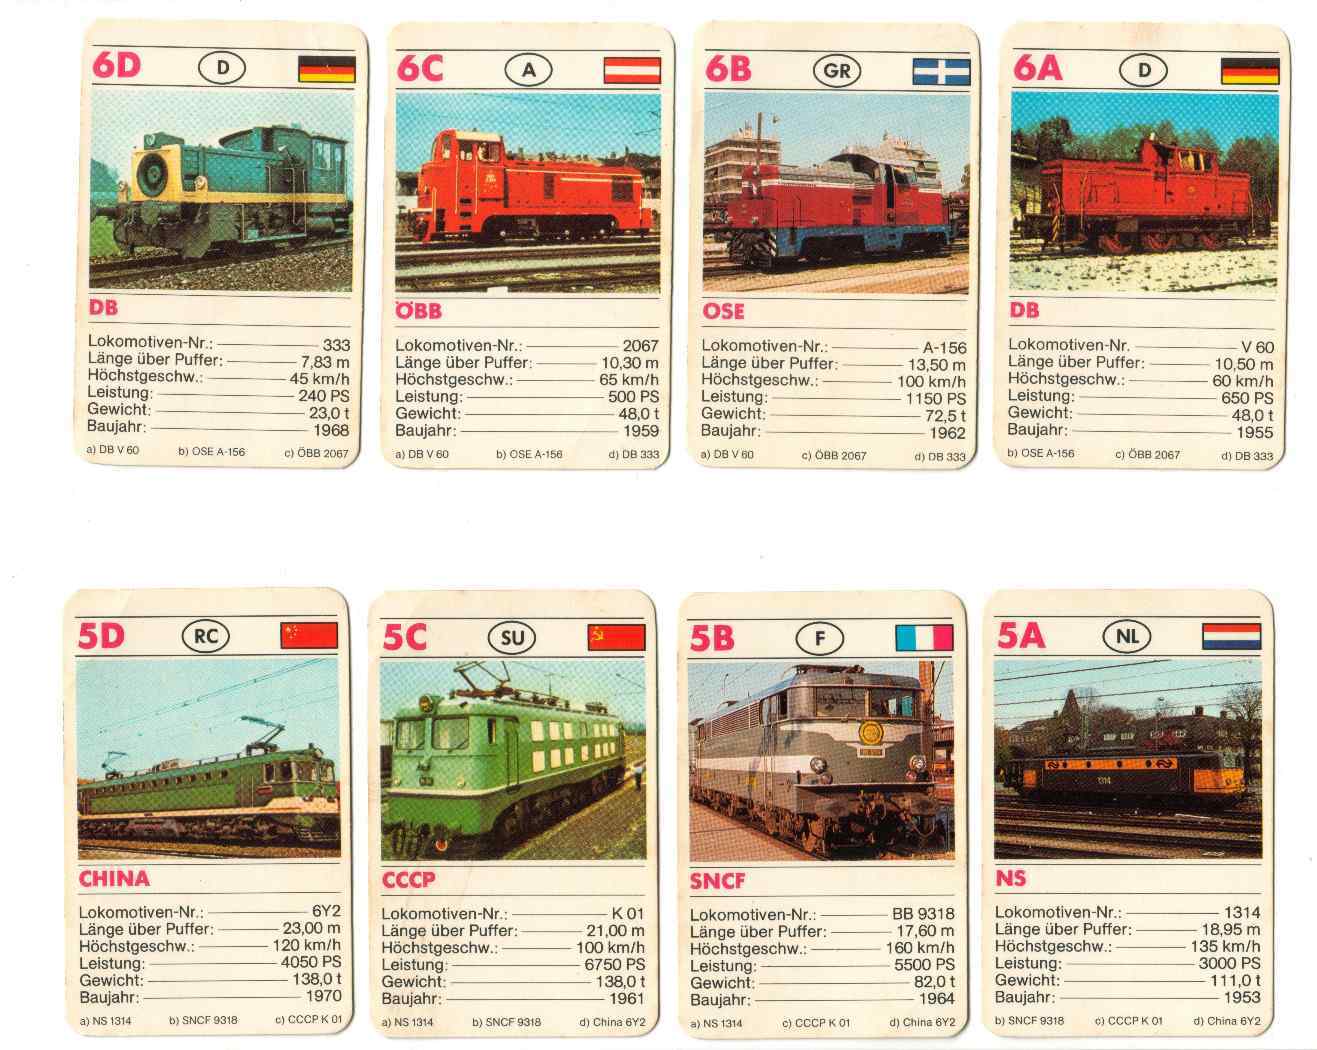 6D D
DB
Lokomotiven-Nr.: 333
Länge über Puffer: 7,83 m
Höchstgeschw.: 45 km/h
Leistung: 240 PS
Gewicht: 23,0 t
Baujahr: 1968
a) DB V 60 b) OSE A-156 c) ÖBB 2067
6C A
ÖBB
Lokomotiven-Nr.: 2067
Länge über Puffer: 10,30 m
Höchstgeschw.: 65 km/h
Leistung: 500 PS
Gewicht: 48,0 t
Baujahr: 1959
a) DB V 60 b) OSE A-156 d) DB 333
6B GR
OSE
Lokomotiven-Nr.: A-156
Länge über Puffer: 13,50 m
Höchstgeschw.: 100 km/h
Leistung: 1150 PS
Gewicht: 72,5 t
Baujahr: 1962
a) DB V 60 c) ÖBB 2067 d) DB 333
6A D
DB
Lokomotiven-Nr.: V 60
Länge über Puffer: 10,50 m
Höchstgeschw.: 60 km/h
Leistung: 650 PS
Gewicht: 48,0 t
Baujahr: 1955
b) OSE A-156 c) ÖBB 2067 d) DB 333
5D RC
CHINA
Lokomotiven-Nr.: 6Y2
Länge über Puffer: 23,00 m
Höchstgeschw.: 120 km/h
Leistung: 4050 PS
Gewicht: 138,0 t
Baujahr: 1970
a) NS 1314 b) SNCF 9318 c) CCCP K 01
5C SU
CCCP
Lokomotiven-Nr.: K 01
Länge über Puffer: 21,00 m
Höchstgeschw.: 100 km/h
Leistung: 6750 PS
Gewicht: 138,0 t
Baujahr: 1961
a) NS 1314 b) SNCF 9318 d) China 6Y2
5B F
SNCF
Lokomotiven-Nr.: BB 9318
Länge über Puffer: 17,60 m
Höchstgeschw.: 160 km/h
Leistung: 5500 PS
Gewicht: 82,0 t
Baujahr: 1964
a) NS 1314 c) CCCP K 01 d) China 6Y2
5A NL
1314
NS
Lokomotiven-Nr.: 1314
Länge über Puffer: 18,95 m
Höchstgeschw.: 135 km/h
Leistung: 3000 PS
Gewicht: 111,0 t
Baujahr: 1953
b) SNCF 9318 c) CCCP K 01 d) China 6Y2